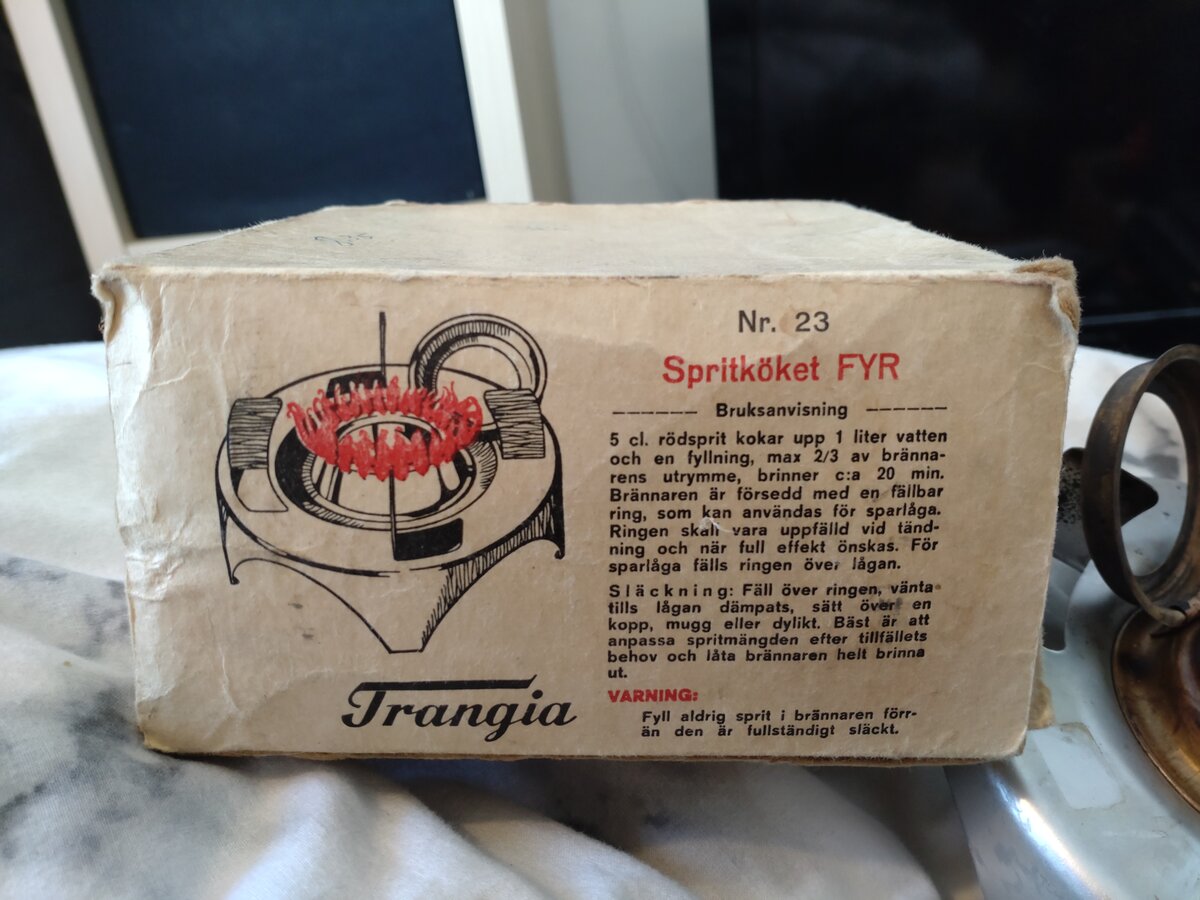 Nr. 23
Spritköket FYR
Bruksanvisning
5 cl. rödsprit kokar upp 1 liter vatten
och en fyllning, max 2/3 av bränna-
rens utrymme, brinner c:a 20 min.
Brännaren är försedd med en fällbar
ring, som kan användas för sparlåga.
Ringen skall vara uppfälld vid tänd-
ning och när full effekt önskas. För
sparlåga fälls ringen över lågan.
Släckning: Fäll över ringen, vänta
tills lågan dämpats, sätt över en
kopp, mugg eller dylikt. Bäst är att
anpassa spritmängden efter tillfällets
behov och låta brännaren helt brinna
ut.
VARNING:
Fyll aldrig sprit i brännaren förr-
än den är fullständigt släckt.
Trangia